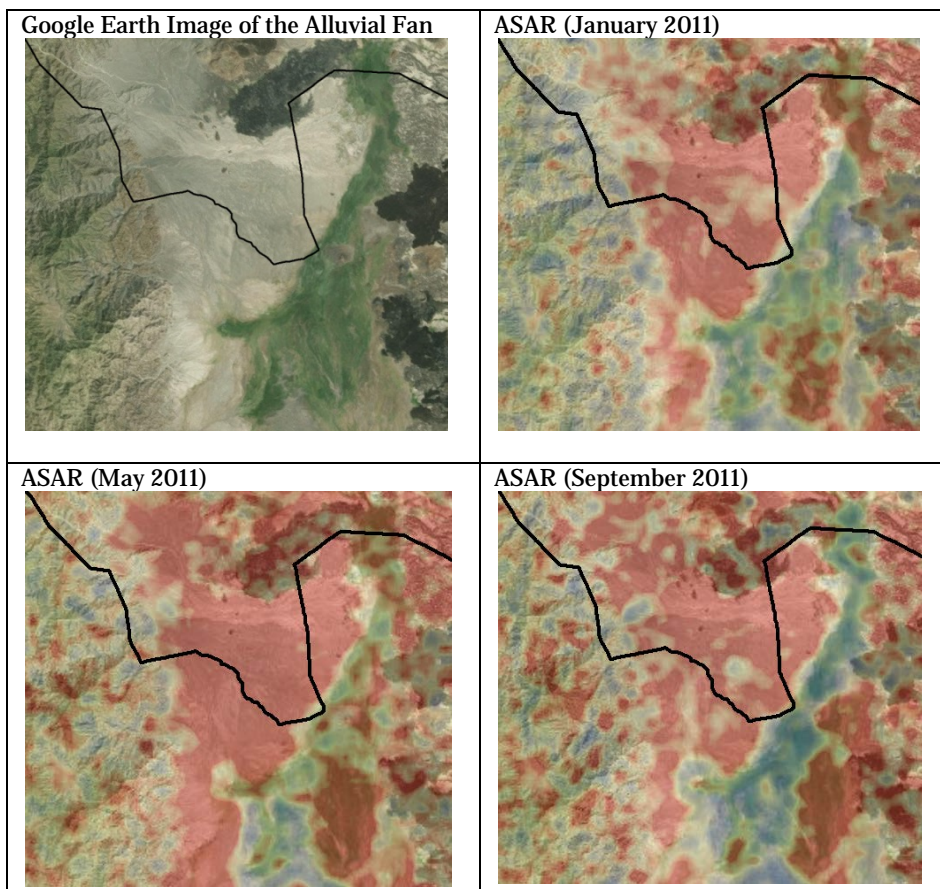 Google Earth Image of the Alluvial Fan
ASAR (January 2011)
ASAR (May 2011)
ASAR (September 2011)